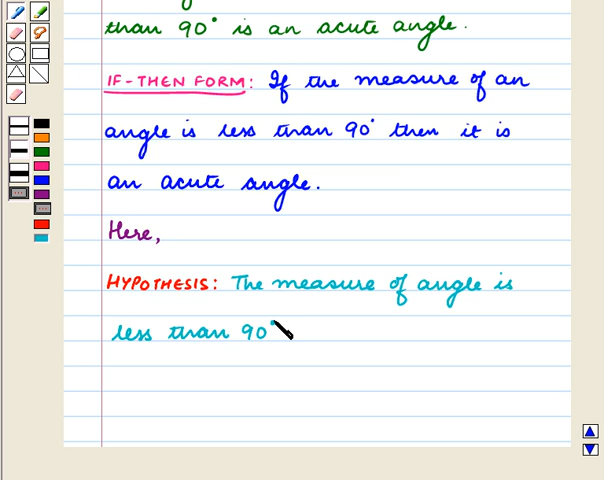 than 90° is an acute angle.
IF-THEN FORM: If the measure of an
angle is less than 90° then it is
an acute angle.
Here,
HYPOTHESIS: The measure of angle is
less than 90°